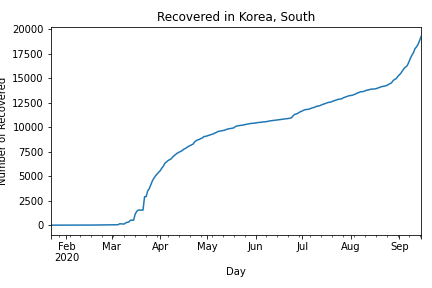 Recovered in Korea, South
Number of Recovered
20000
17500
15000
12500
10000
7500
5000
2500
0
Feb
2020
Mar
Apr
May
Jun
Jul
Aug
Sep
Day